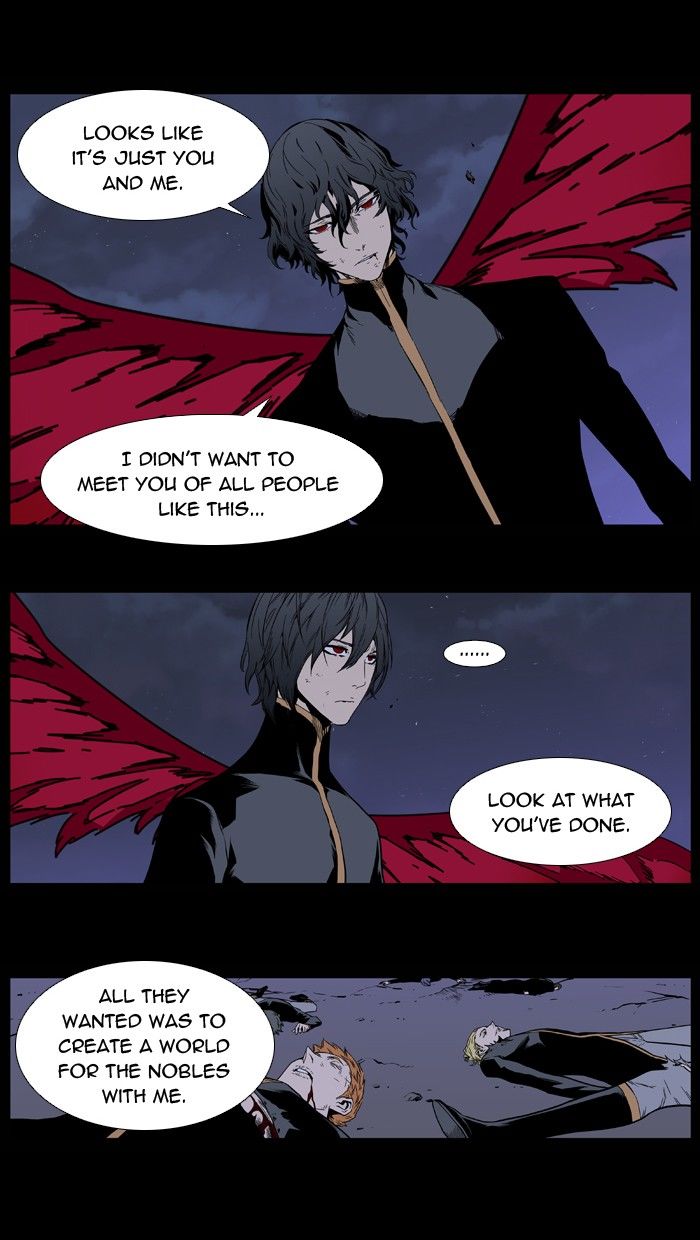 LOOKS LIKE
IT'S JUST YOU
AND ME.
I DIDN'T WANT TO
MEET YOU OF ALL PEOPLE
LIKE THIS...
......
LOOK AT WHAT
YOU'VE DONE.
ALL THEY
WANTED WAS TO
CREATE A WORLD
FOR THE NOBLES
WITH ME.